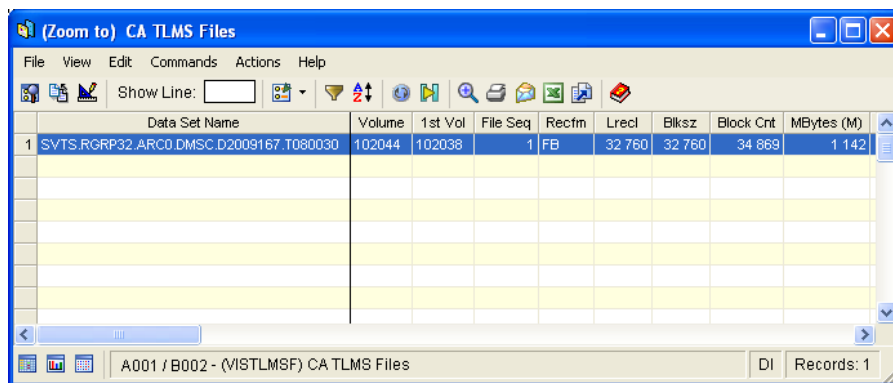 (Zoom to) CA TLMS Files
File View Edit Commands Actions Help
Show Line:
Data Set Name Volume 1st Vol File Seq Recfm Lrecl Blksz Block Cnt MBytes (M)
1 SVTS.RGRP32.ARC0.DMSC.D2009167.T080030 102044 102038 1 FB 32 760 32 760 34 869 1 142
A001 / B002 - (VISTLMSF) CA TLMS Files DI Records: 1